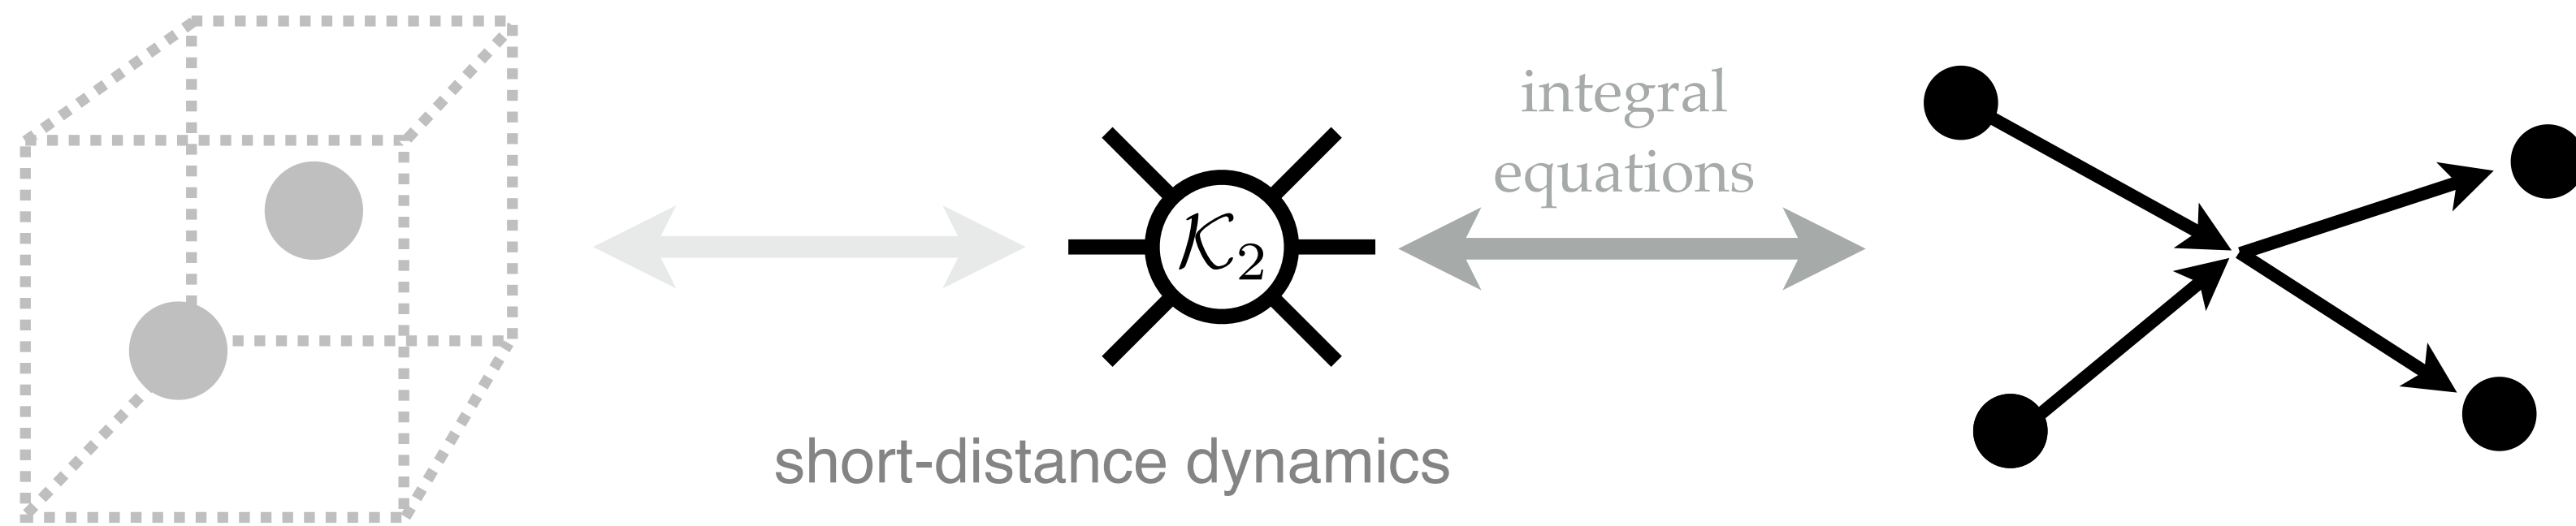 integral
equations
𝒦₂
short-distance dynamics